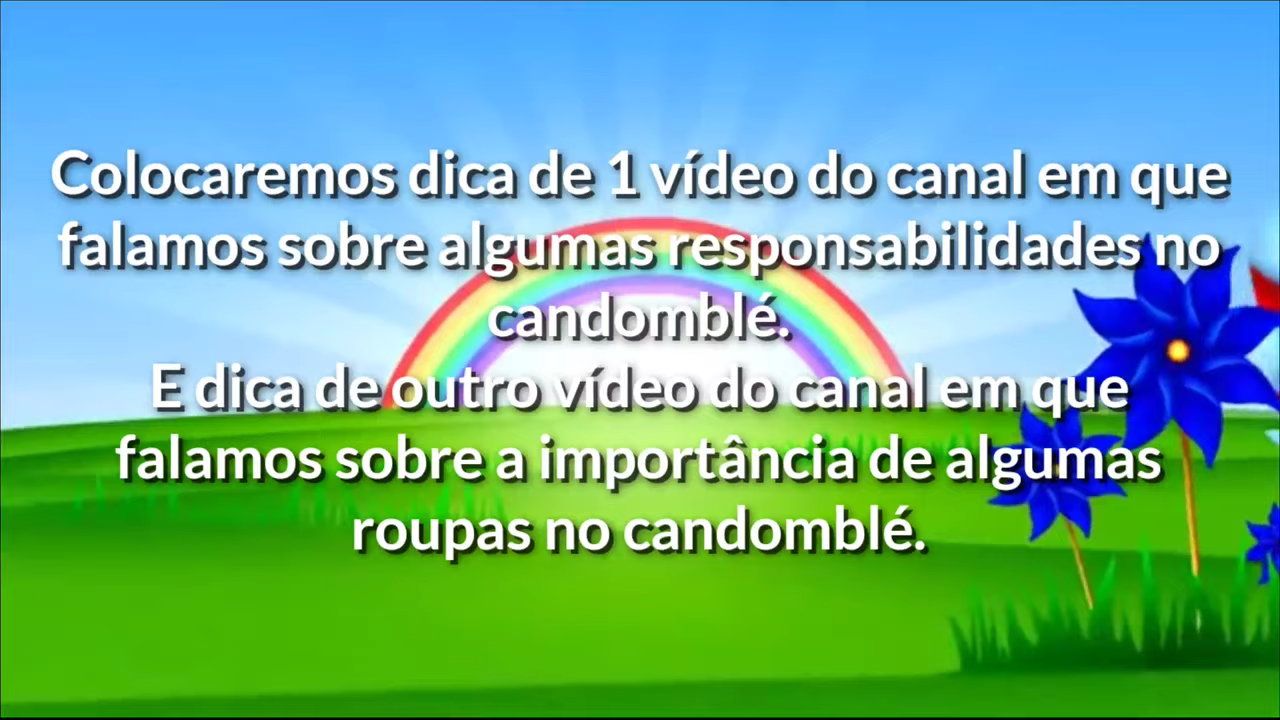 Colocaremos dica de 1 vídeo do canal em que
falamos sobre algumas responsabilidades no
candomblé.
E dica de outro vídeo do canal em que
falamos sobre a importância de algumas
roupas no candomblé.